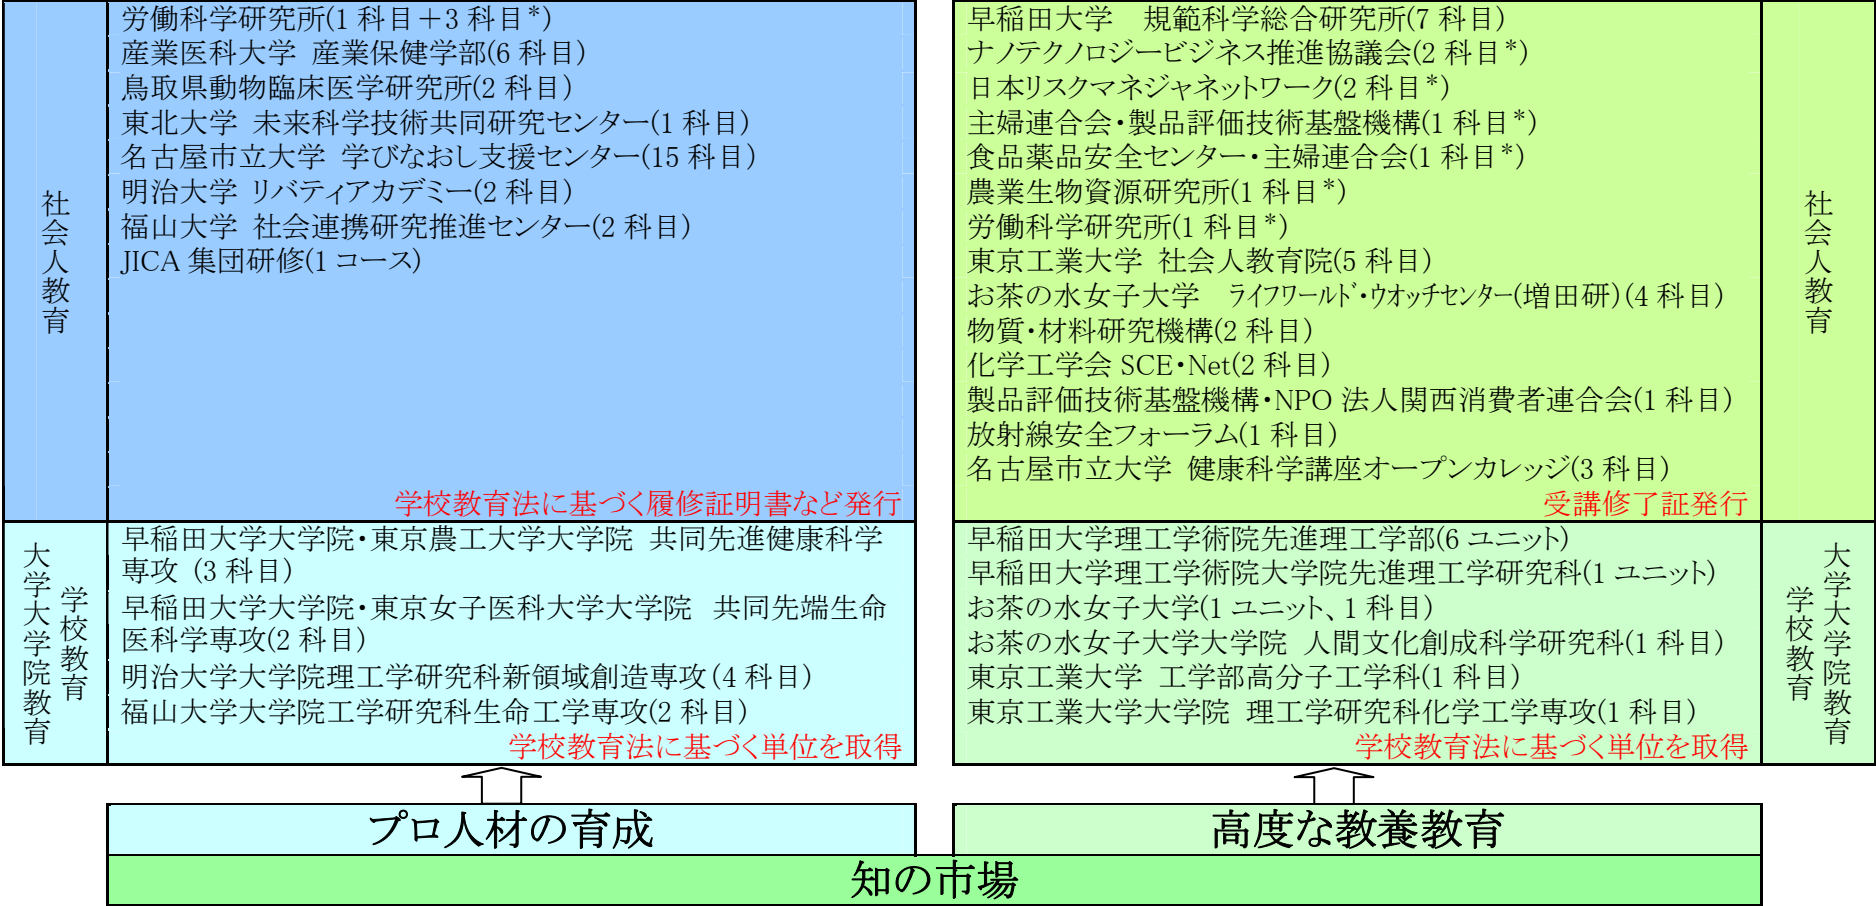 社会人教育
労働科学研究所(1 科目＋3 科目*)
産業医科大学 産業保健学部(6 科目)
鳥取県動物臨床医学研究所(2 科目)
東北大学 未来科学技術共同研究センター(1 科目)
名古屋市立大学 学びなおし支援センター(15 科目)
明治大学 リバティアカデミー(2 科目)
福山大学 社会連携研究推進センター(2 科目)
JICA 集団研修(1 コース)
学校教育法に基づく履修証明書など発行
学校教育
大学大学院教育
早稲田大学大学院・東京農工大学大学院 共同先進健康科学
専攻 (3 科目)
早稲田大学大学院・東京女子医科大学大学院 共同先端生命
医科学専攻(2 科目)
明治大学大学院理工学研究科新領域創造専攻(4 科目)
福山大学大学院工学研究科生命工学専攻(2 科目)
学校教育法に基づく単位を取得
早稲田大学 規範科学総合研究所(7 科目)
ナノテクノロジービジネス推進協議会(2 科目*)
日本リスクマネジャネットワーク(2 科目*)
主婦連合会・製品評価技術基盤機構(1 科目*)
食品薬品安全センター・主婦連合会(1 科目*)
農業生物資源研究所(1 科目*)
労働科学研究所(1 科目*)
東京工業大学 社会人教育院(5 科目)
お茶の水女子大学 ライフワールド・ウオッチセンター(増田研)(4 科目)
物質・材料研究機構(2 科目)
化学工学会 SCE・Net(2 科目)
製品評価技術基盤機構・NPO 法人関西消費者連合会(1 科目)
放射線安全フォーラム(1 科目)
名古屋市立大学 健康科学講座オープンカレッジ(3 科目)
受講修了証発行
社会人教育
早稲田大学理工学術院先進理工学部(6 ユニット)
早稲田大学理工学術院大学院先進理工学研究科(1 ユニット)
お茶の水女子大学(1 ユニット、1 科目)
お茶の水女子大学大学院 人間文化創成科学研究科(1 科目)
東京工業大学 工学部高分子工学科(1 科目)
東京工業大学大学院 理工学研究科化学工学専攻(1 科目)
学校教育法に基づく単位を取得
大学大学院教育
学校教育
プロ人材の育成
高度な教養教育
知の市場